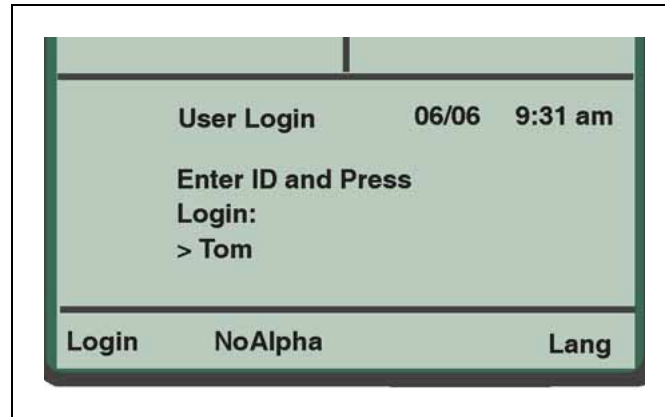 User Login 06/06 9:31 am
Enter ID and Press
Login:
> Tom
Login NoAlpha Lang